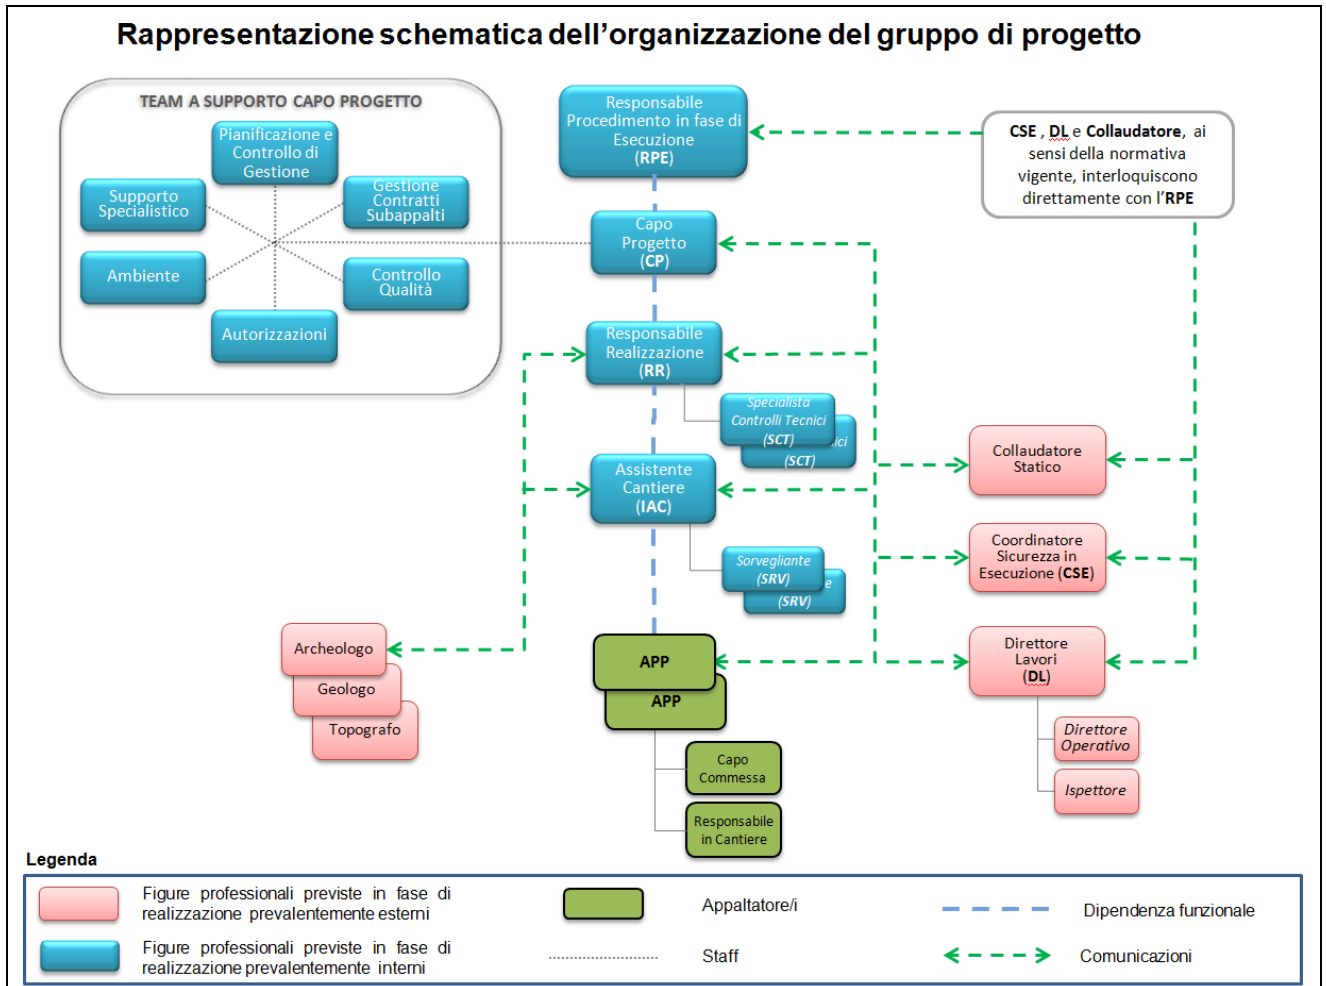 Rappresentazione schematica dell'organizzazione del gruppo di progetto
TEAM A SUPPORTO CAPO PROGETTO
Pianificazione e
Controllo di
Gestione
Supporto
Specialistico
Gestione
Contratti
Subappalti
Ambiente
Controllo
Qualità
Autorizzazioni
Responsabile
Procedimento in fase di
Esecuzione
(RPE)
CSE , DL e Collaudatore, ai
sensi della normativa
vigente, interloquiscono
direttamente con l'RPE
Capo
Progetto
(CP)
Responsabile
Realizzazione
(RR)
Specialista
Controlli Tecnici
(SCT)
ici
(SCT)
Assistente
Cantiere
(IAC)
Sorvegliante
(SRV)
e
(SRV)
Collaudatore
Statico
Coordinatore
Sicurezza in
Esecuzione (CSE)
Direttore
Lavori
(DL)
Direttore
Operativo
Ispettore
Archeologo
Geologo
Topografo
APP
APP
Capo
Commessa
Responsabile
in Cantiere
Legenda
Figure professionali previste in fase di
realizzazione prevalentemente esterni
Figure professionali previste in fase di
realizzazione prevalentemente interni
Appaltatore/i
Staff
Dipendenza funzionale
Comunicazioni